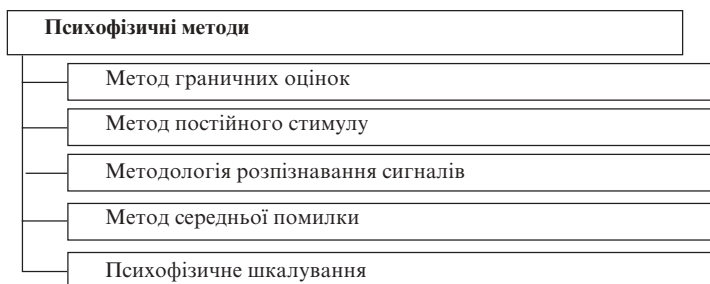 Психофізичні методи
Метод граничних оцінок
Метод постійного стимулу
Методологія розпізнавання сигналів
Метод середньої помилки
Психофізичне шкалування